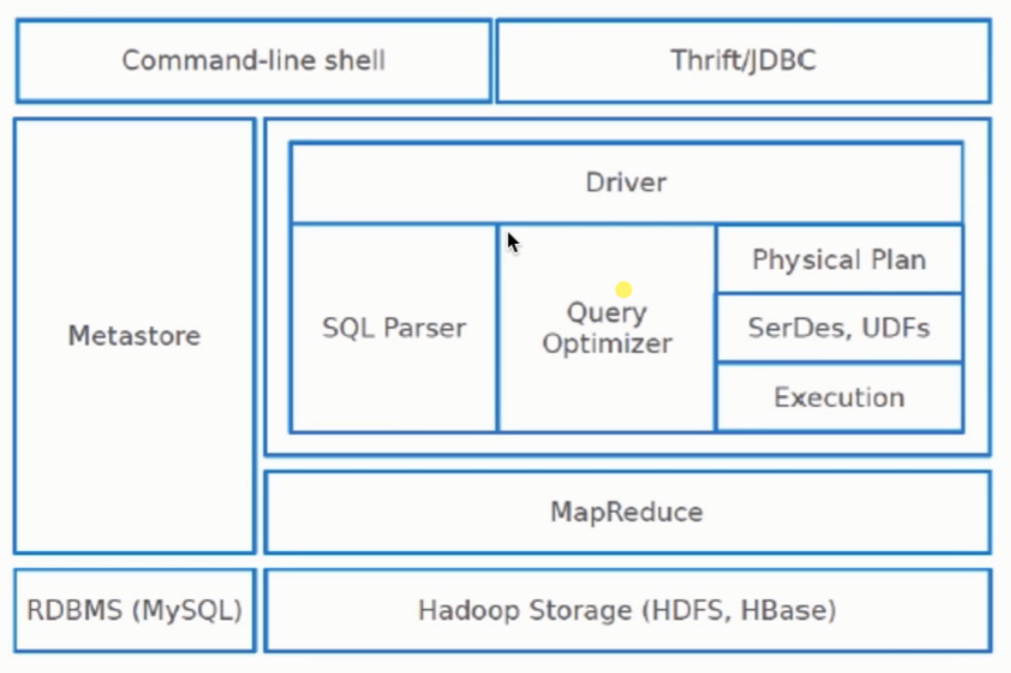 Command-line shell
Thrift/JDBC
Metastore
Driver
SQL Parser
Query
Optimizer
Physical Plan
SerDes, UDFs
Execution
MapReduce
RDBMS (MySQL)
Hadoop Storage (HDFS, HBase)